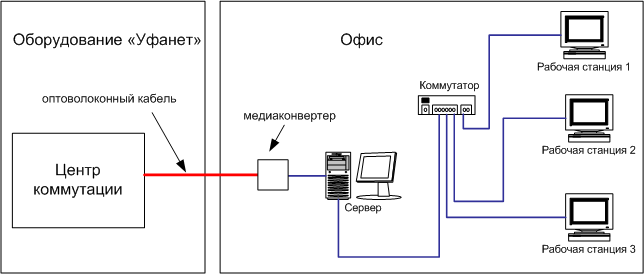 Оборудование «Уфанет»
оптоволоконный кабель
Центр
коммутации
Офис
медиаконвертер
Сервер
Коммутатор
Рабочая станция 1
Рабочая станция 2
Рабочая станция 3